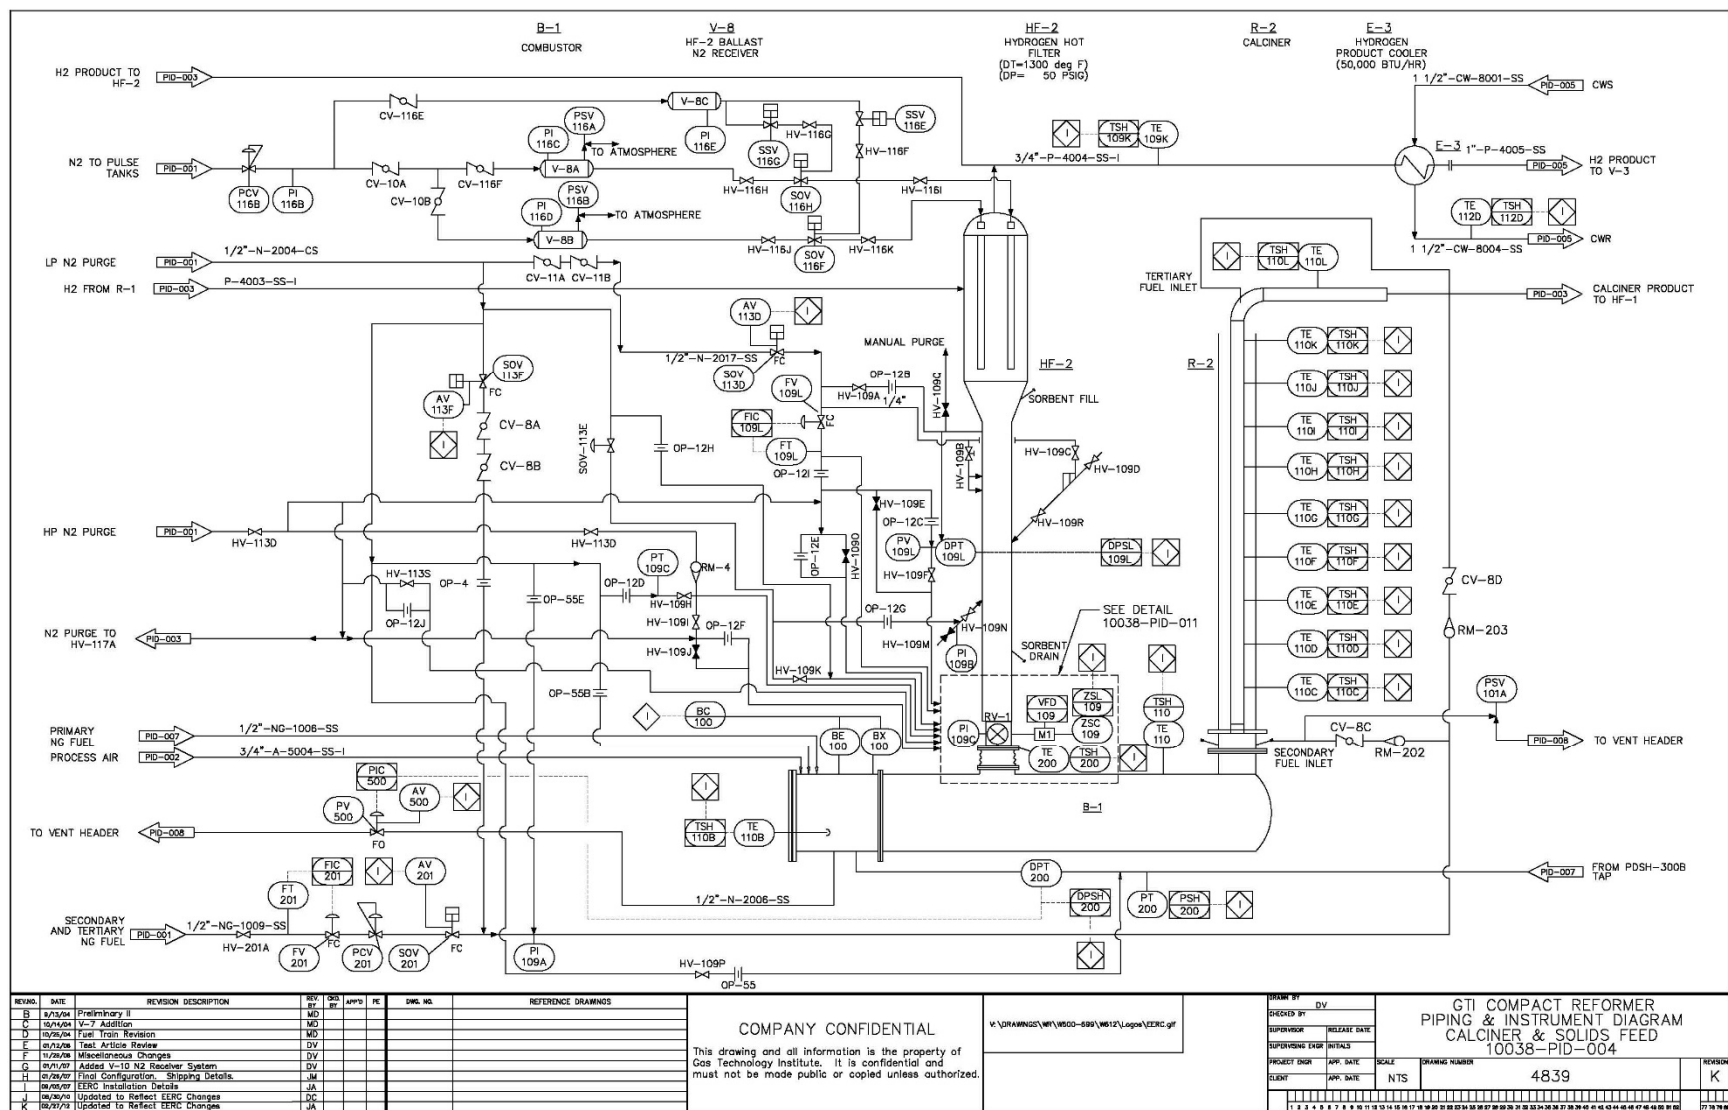 B-1
COMBUSTOR
V-8
HF-2 BALLAST
N2 RECEIVER
HF-2
HYDROGEN HOT
FILTER
(DT=1300 deg F)
(DP= 50 PSIG)
R-2
CALCINER
E-3
HYDROGEN
PRODUCT COOLER
(50,000 BTU/HR)
H2 PRODUCT TO
HF-2
PID-003
1 1/2"-CW-8001-SS
PID-005
CWS
CV-116E
V-8C
PI
116E
SSV
116G
HV-116G
SSV
116E
HV-116F
PSV
116A
PI
116C
TO ATMOSPHERE
V-8A
N2 TO PULSE
TANKS
PID-001
PCV
116B
PI
116B
CV-10A
CV-116F
CV-10B
PSV
116B
PI
116D
TO ATMOSPHERE
V-8B
HV-116H
SOV
116H
HV-116I
HV-116J
SOV
116F
HV-116K
I
TSH
109K
TE
109K
3/4"-P-4004-SS-I
E-3
1"-P-4005-SS
PID-005
H2 PRODUCT
TO V-3
TE
112D
TSH
112D
I
1 1/2"-CW-8004-SS
PID-005
CWR
LP N2 PURGE
PID-001
1/2"-N-2004-CS
CV-11A
CV-11B
H2 FROM R-1
PID-003
P-4003-SS-I
I
TSH
110L
TE
110L
TERTIARY
FUEL INLET
PID-003
CALCINER PRODUCT
TO HF-1
AV
113D
I
1/2"-N-2017-SS
SOV
113D
FC
MANUAL PURGE
HF-2
R-2
SOV
113F
FC
AV
113F
I
CV-8A
CV-8B
SOV-113E
OP-12H
FV
109L
FIC
109L
FC
FT
109L
OP-12I
OP-12B
HV-109A
1/4"
HV-109G
SORBENT FILL
HV-109B
HV-109C
HV-109D
HV-109R
TE
110K
TSH
110K
I
TE
110J
TSH
110J
I
TE
110I
TSH
110I
I
TE
110H
TSH
110H
I
TE
110G
TSH
110G
I
TE
110F
TSH
110F
I
TE
110E
TSH
110E
I
TE
110D
TSH
110D
I
TE
110C
TSH
110C
I
HP N2 PURGE
PID-001
HV-113D
HV-113D
HV-109E
OP-12C
PV
109L
DPT
109L
DPSL
109L
I
HV-109F
OP-12E
HV-109O
HV-113S
OP-12J
OP-4
OP-55E
OP-12D
PT
109C
RM-4
HV-109H
HV-109I
OP-12F
HV-109J
OP-12G
HV-109M
HV-109N
PI
109B
SORBENT
DRAIN
SEE DETAIL
10038-PID-011
CV-8D
RM-203
N2 PURGE TO
HV-117A
PID-003
OP-55B
HV-109K
I
BC
100
BE
100
BX
100
PI
109C
RV-1
VFD
109
M1
I
ZSL
109
ZSC
109
TE
200
TSH
200
I
I
TSH
110
TE
110
PSV
101A
CV-8C
RM-202
SECONDARY
FUEL INLET
PID-008
TO VENT HEADER
PRIMARY
NG FUEL
PID-007
1/2"-NG-1006-SS
PROCESS AIR
PID-002
3/4"-A-5004-SS-I
PIC
500
AV
500
I
PV
500
FO
TO VENT HEADER
PID-008
I
TSH
110B
TE
110B
B-1
FIC
201
I
AV
201
FT
201
SECONDARY
AND TERTIARY
NG FUEL
PID-001
1/2"-NG-1009-SS
HV-201A
FV
201
FC
PCV
201
SOV
201
FC
PI
109A
1/2"-N-2006-SS
DPT
200
DPSH
200
I
PT
200
PSH
200
I
PID-007
FROM PDSH-300B
TAP
HV-109P
OP-55
REV.NO. DATE REVISION DESCRIPTION REV. BY CKD. BY APP'D PE DWG. NO. REFERENCE DRAWINGS
B 9/13/04 Preliminary II MD
C 10/14/04 V-7 Addition MD
D 10/25/04 Fuel Train Revision MD
E 01/12/06 Test Article Review DV
F 11/28/06 Miscellaneous Changes DV
G 01/11/07 Added V-10 N2 Receiver System DV
H 01/26/07 Final Configuration. Shipping Details. JM
I 09/05/07 EERC Installation Details JA
J Updated to Reflect EERC Changes DC
K 02/27/12 Updated to Reflect EERC Changes JA
COMPANY CONFIDENTIAL
This drawing and all information is the property of
Gas Technology Institute. It is confidential and
must not be made public or copied unless authorized.
DRAWN BY
DV
CHECKED BY
SUPERVISOR RELEASE DATE
SUPERVISING ENGR INITIALS
PROJECT ENGR APP. DATE
CLIENT APP. DATE
GTI COMPACT REFORMER
PIPING & INSTRUMENT DIAGRAM
CALCINER & SOLIDS FEED
10038-PID-004
SCALE
NTS
DRAWING NUMBER
4839
REVISION
K